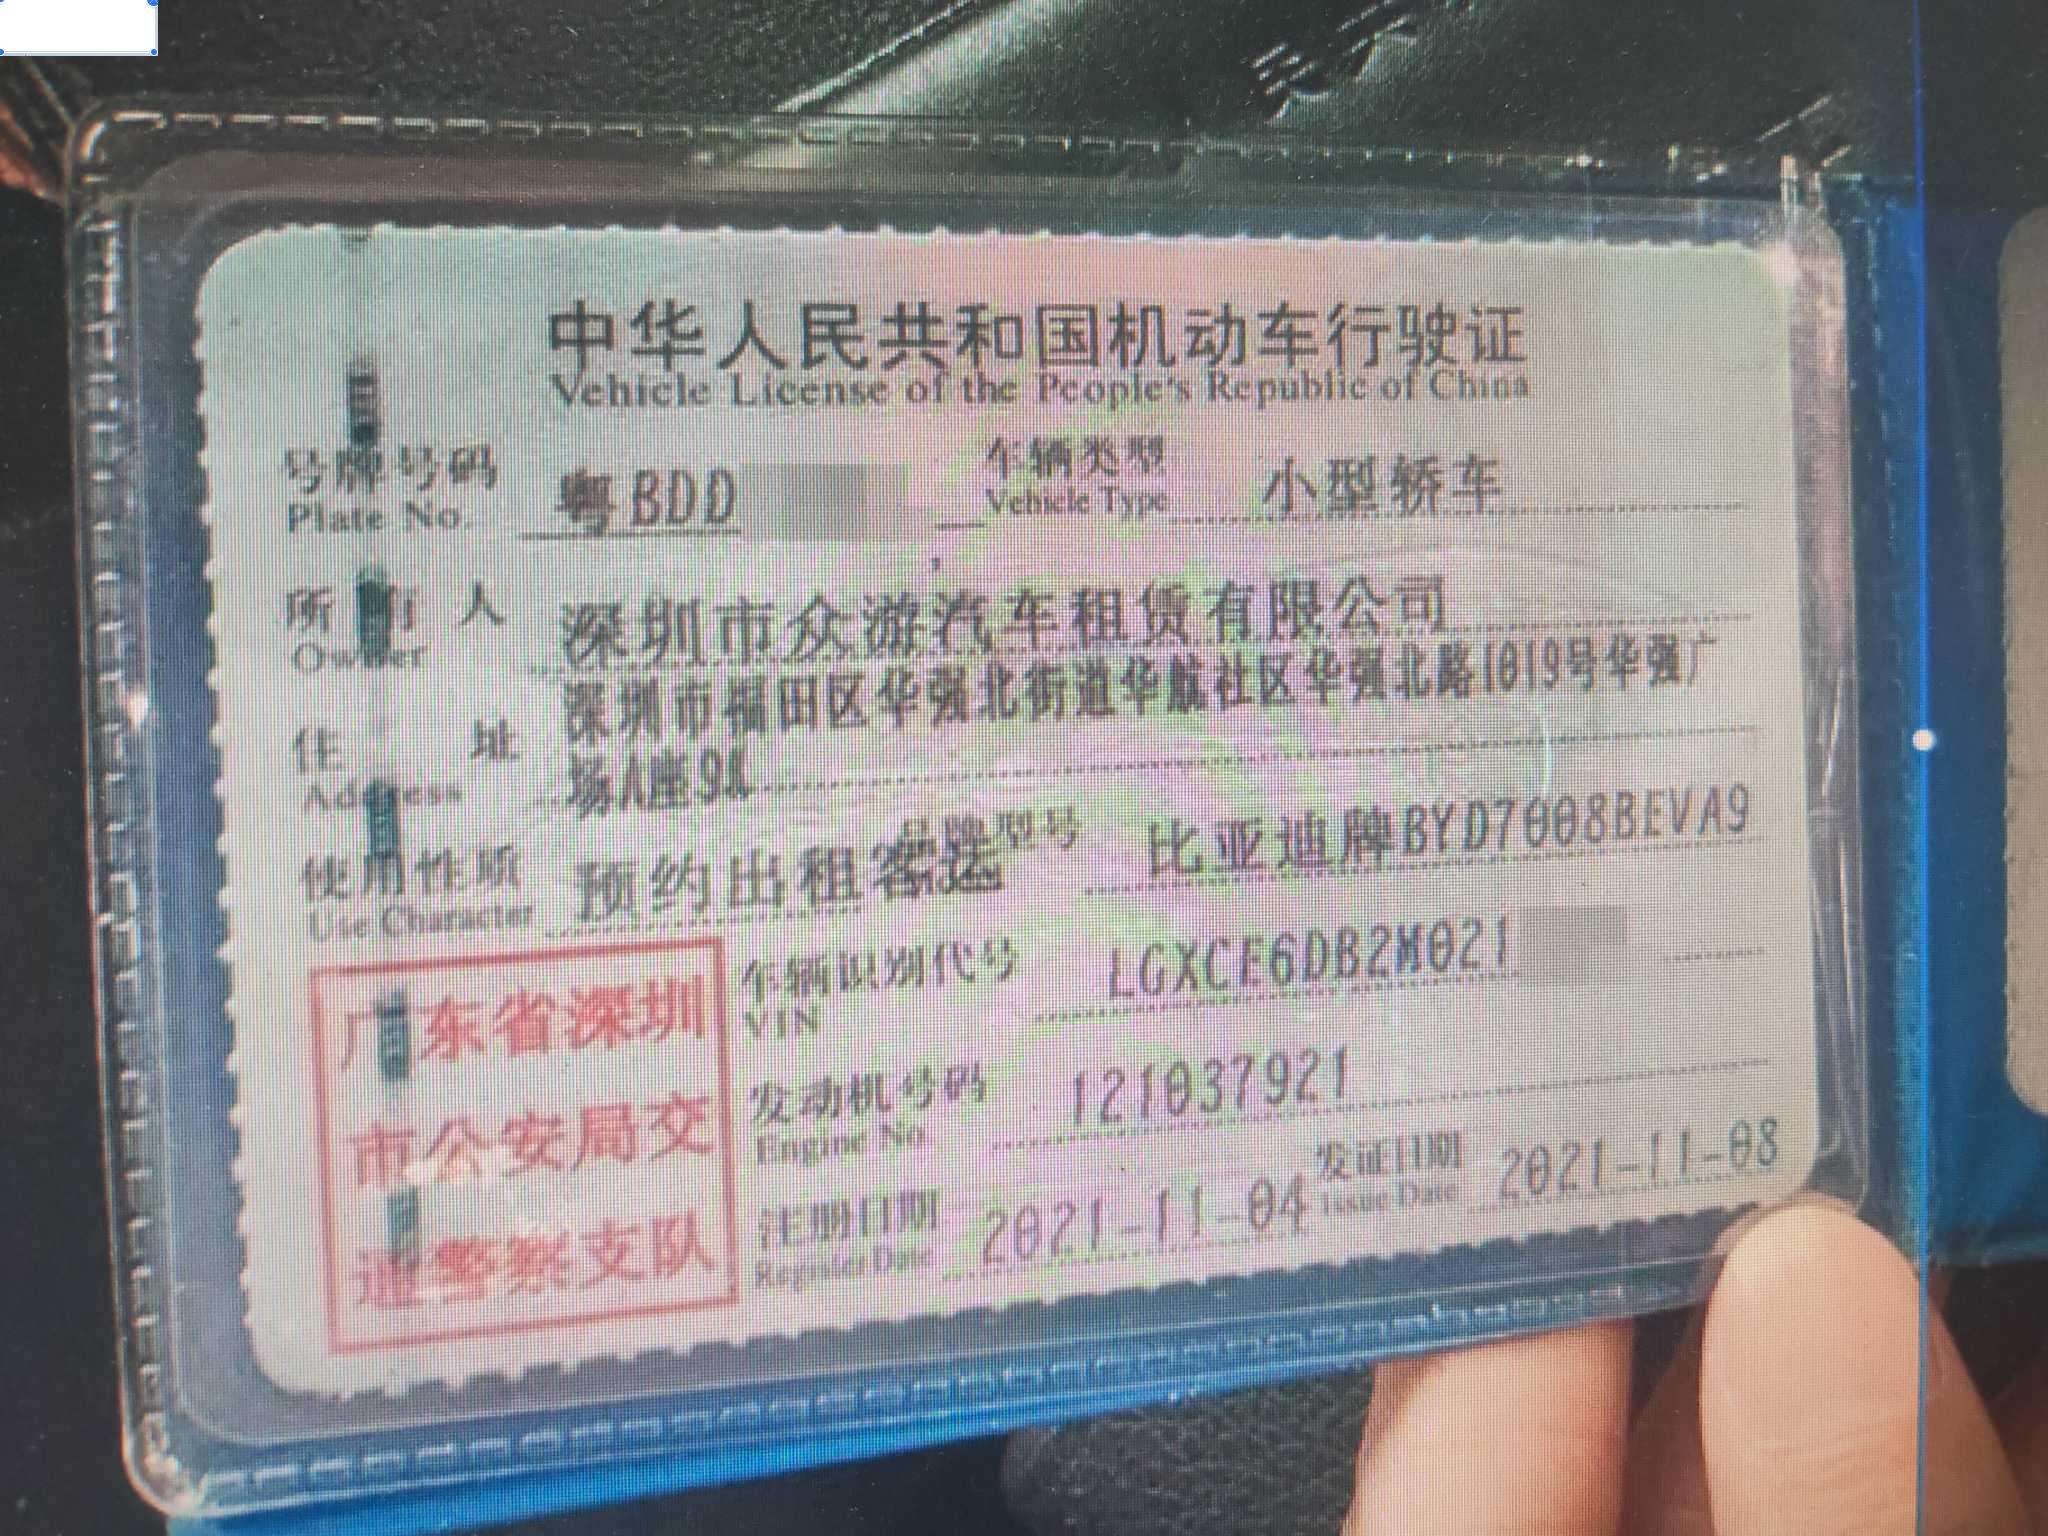 中华人民共和国机动车行驶证
Vehicle License of the People's Republic of China
号牌号码 粤BDD 车辆类型 小型轿车
Plate No. Vehicle Type
所有人 深圳市众游汽车租赁有限公司
Owner
住址 深圳市福田区华强北街道华航社区华强北路1019号华强广
Address 场A座9K
使用性质 预约出租客运 品牌型号 比亚迪牌BYD7008BEVA9
Use Character
车辆识别代号 LGXCE6DB2M021
VIN
发动机号码 121037921
Engine No.
注册日期 2021-11-04 发证日期 2021-11-08
Register Date Issue Date
广东省深圳
市公安局交
通警察支队